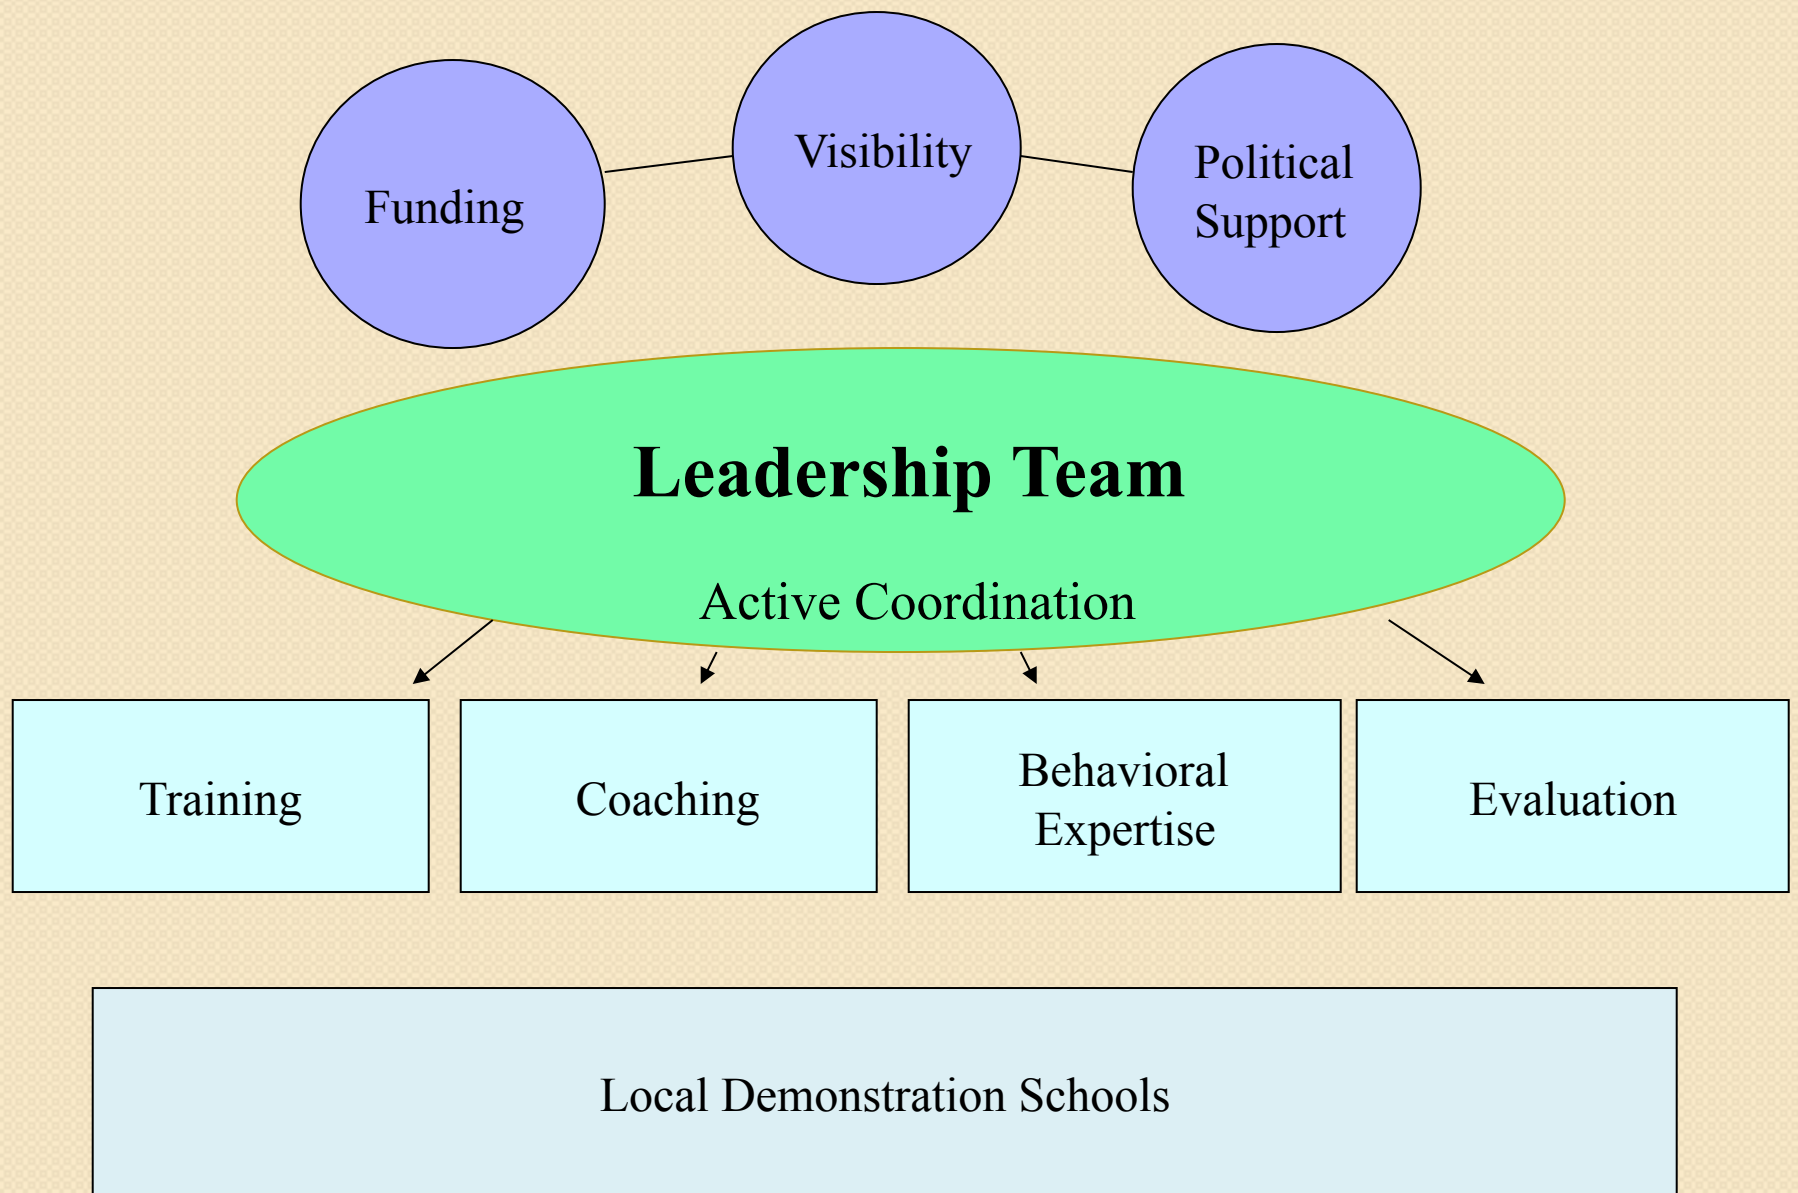 Funding
Visibility
Political
Support
Leadership Team
Active Coordination
Training
Coaching
Behavioral
Expertise
Evaluation
Local Demonstration Schools